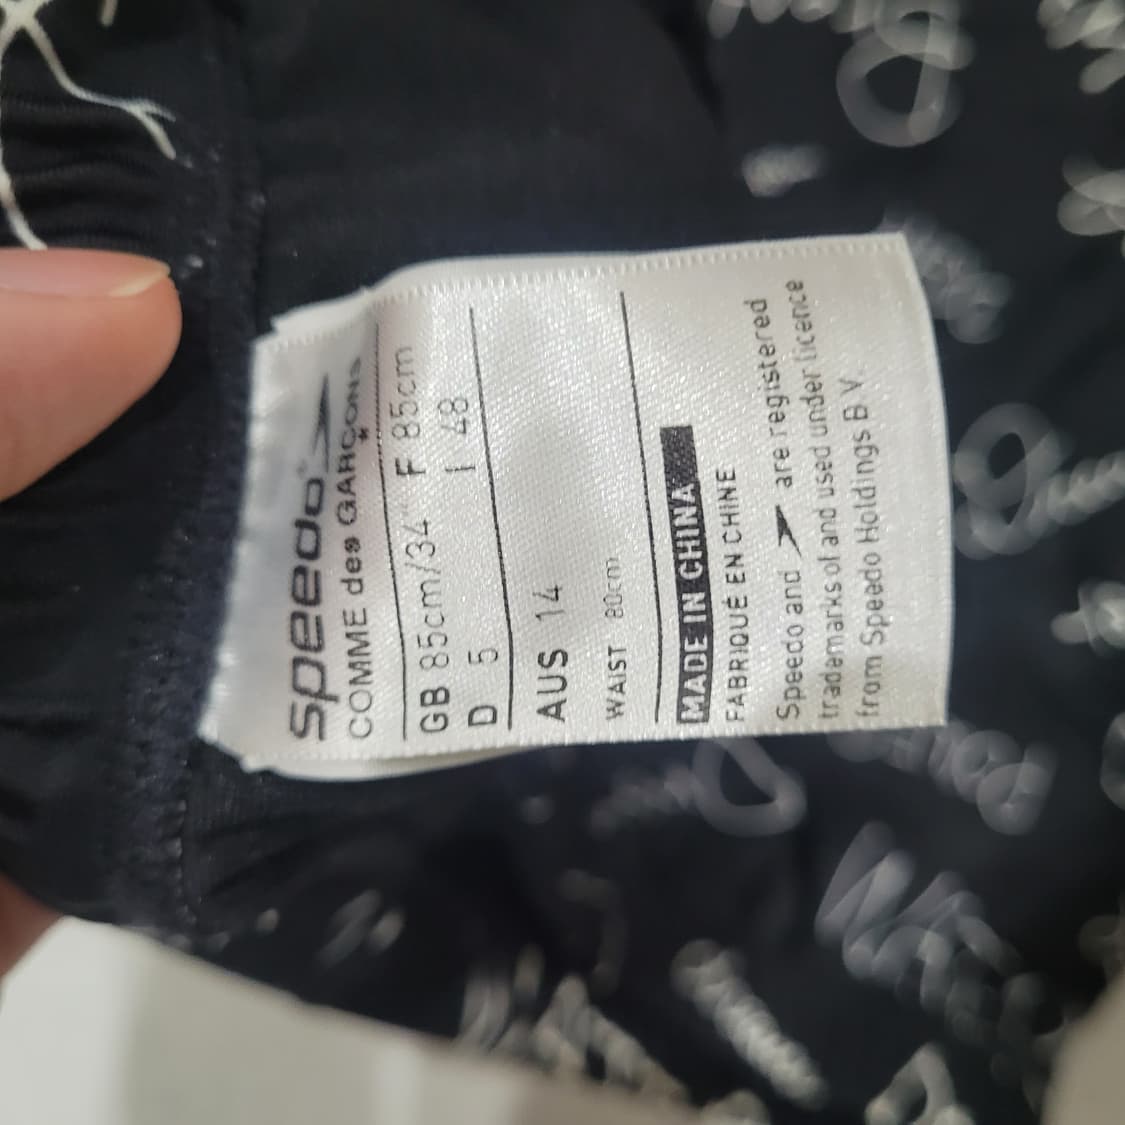 speedo
COMME des GARÇONS
GB 85cm/34" F 85cm
D 5 I 48
AUS 14
WAIST 80cm
MADE IN CHINA
FABRIQUÉ EN CHINE
Speedo and are registered
trademarks of and used under licence
from Speedo Holdings B.V.